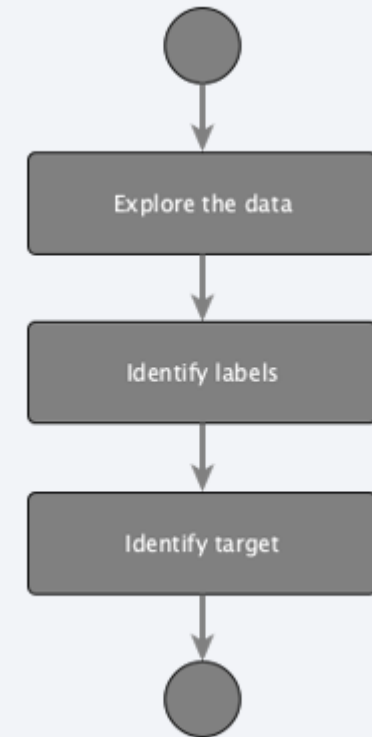 Explore the data
Identify labels
Identify target